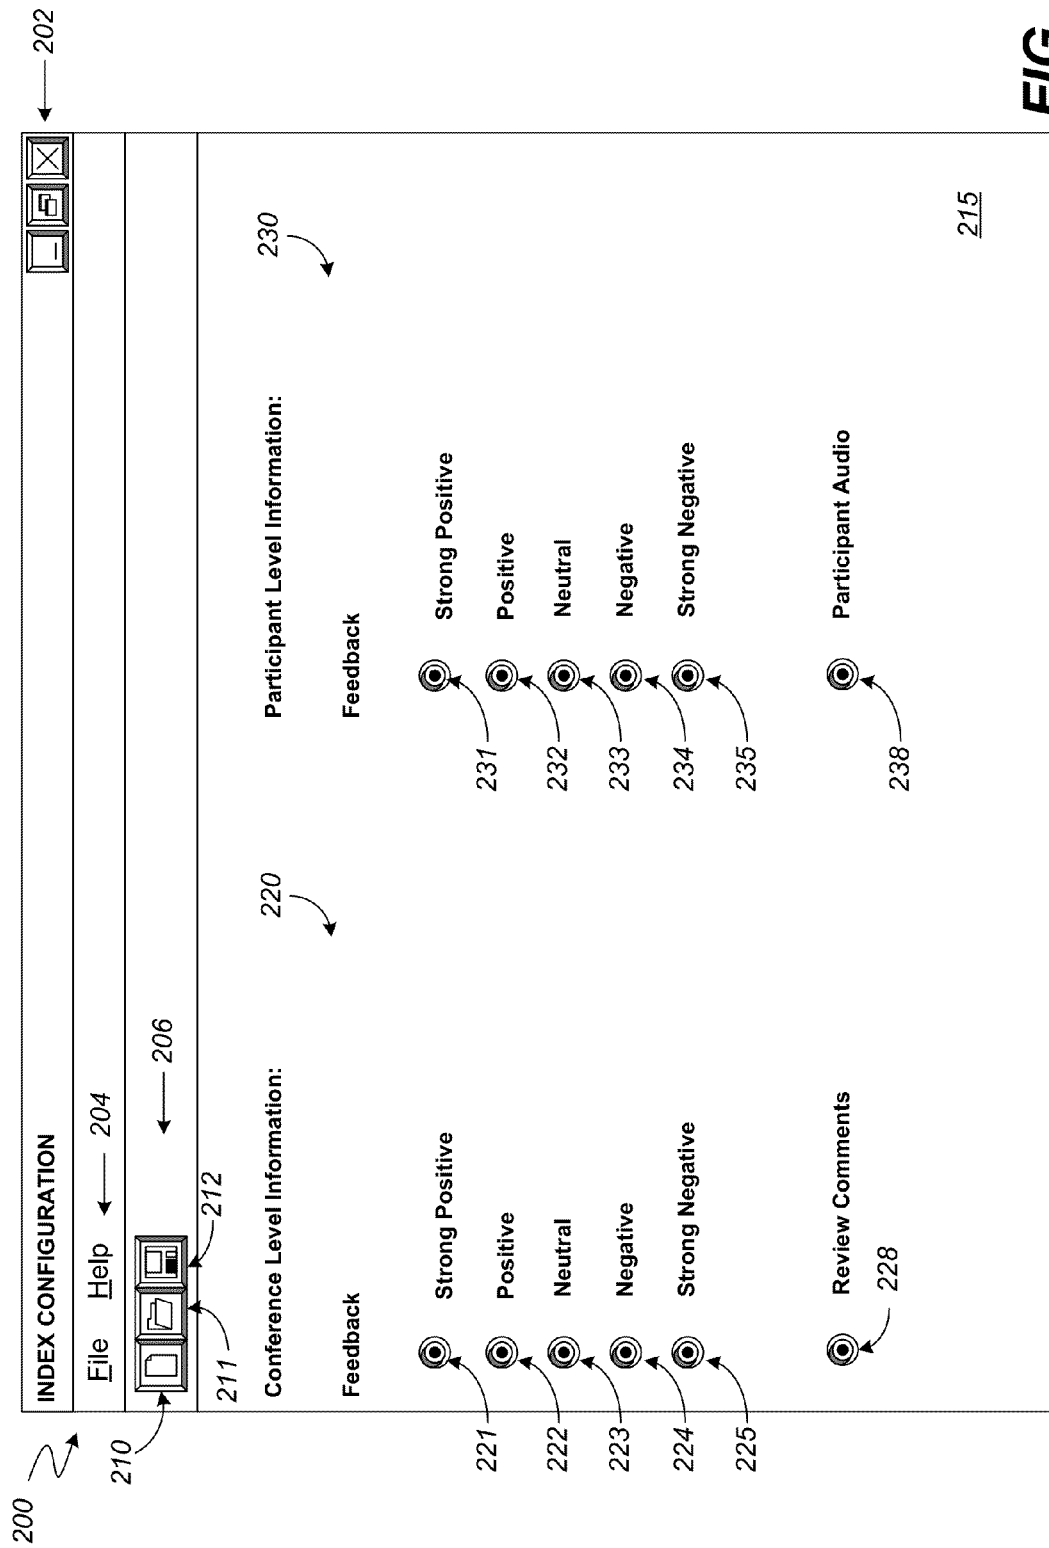 200
INDEX CONFIGURATION
202
File Help
204
210
211
212
206
Conference Level Information:
220
Feedback
221
Strong Positive
222
Positive
223
Neutral
224
Negative
225
Strong Negative
Review Comments
228
Participant Level Information:
230
Feedback
231
Strong Positive
232
Positive
233
Neutral
234
Negative
235
Strong Negative
Participant Audio
238
215
FIG